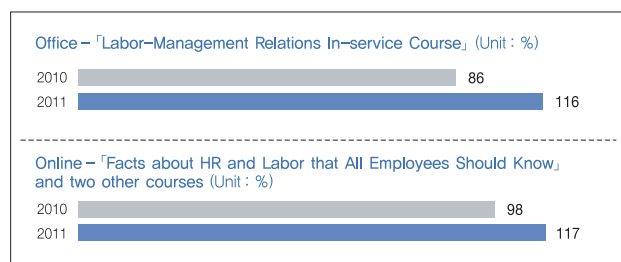 Office – 「Labor-Management Relations In-service Course」 (Unit : %)
2010 86
2011 116
Online – 「Facts about HR and Labor that All Employees Should Know」
and two other courses (Unit : %)
2010 98
2011 117